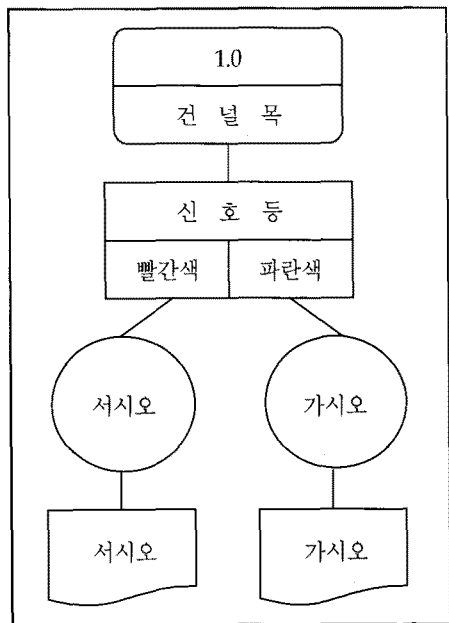 1.0
건 널 목
신 호 등
빨간색 파란색
서시오 가시오
서시오 가시오